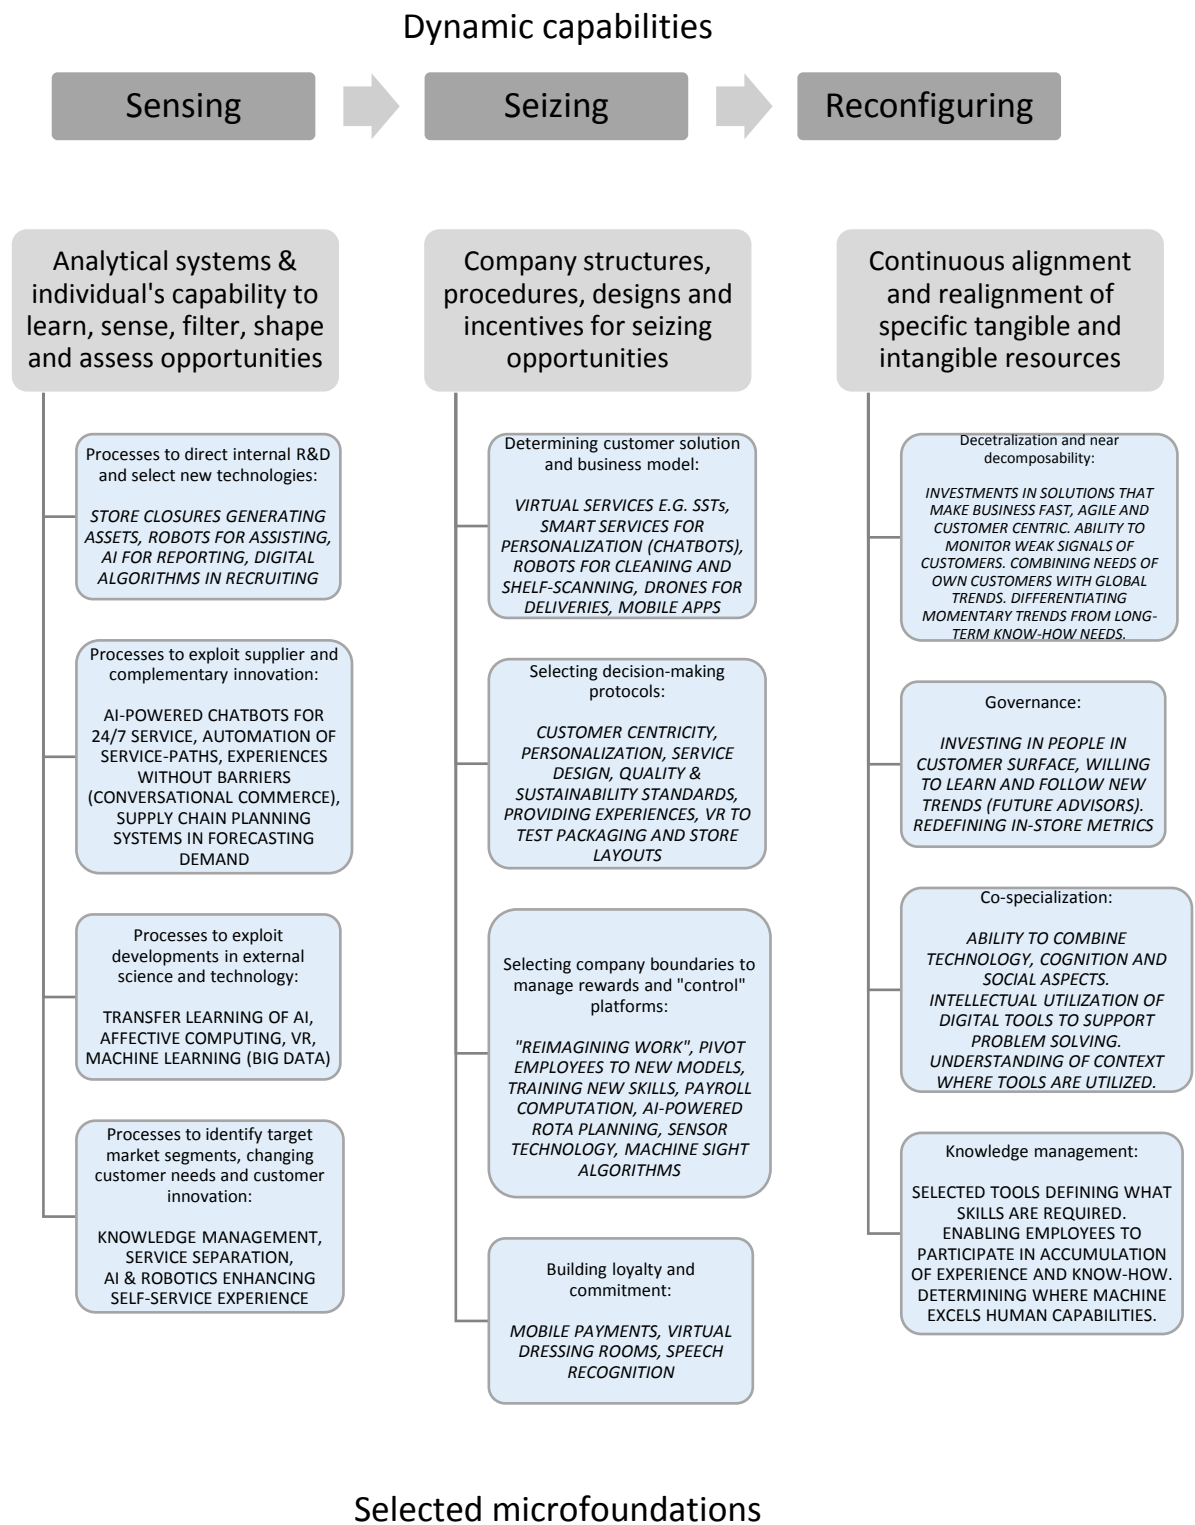 Dynamic capabilities
Sensing
Seizing
Reconfiguring
Analytical systems &
individual's capability to
learn, sense, filter, shape
and assess opportunities
Processes to direct internal R&D
and select new technologies:
STORE CLOSURES GENERATING
ASSETS, ROBOTS FOR ASSISTING,
AI FOR REPORTING, DIGITAL
ALGORITHMS IN RECRUITING
Processes to exploit supplier and
complementary innovation:
AI-POWERED CHATBOTS FOR
24/7 SERVICE, AUTOMATION OF
SERVICE-PATHS, EXPERIENCES
WITHOUT BARRIERS
(CONVERSATIONAL COMMERCE),
SUPPLY CHAIN PLANNING
SYSTEMS IN FORECASTING
DEMAND
Processes to exploit
developments in external
science and technology:
TRANSFER LEARNING OF AI,
AFFECTIVE COMPUTING, VR,
MACHINE LEARNING (BIG DATA)
Processes to identify target
market segments, changing
customer needs and customer
innovation:
KNOWLEDGE MANAGEMENT,
SERVICE SEPARATION,
AI & ROBOTICS ENHANCING
SELF-SERVICE EXPERIENCE
Company structures,
procedures, designs and
incentives for seizing
opportunities
Determining customer solution
and business model:
VIRTUAL SERVICES E.G. SSTs,
SMART SERVICES FOR
PERSONALIZATION (CHATBOTS),
ROBOTS FOR CLEANING AND
SHELF-SCANNING, DRONES FOR
DELIVERIES, MOBILE APPS
Selecting decision-making
protocols:
CUSTOMER CENTRICITY,
PERSONALIZATION, SERVICE
DESIGN, QUALITY &
SUSTAINABILITY STANDARDS,
PROVIDING EXPERIENCES, VR TO
TEST PACKAGING AND STORE
LAYOUTS
Selecting company boundaries to
manage rewards and "control"
platforms:
"REIMAGINING WORK", PIVOT
EMPLOYEES TO NEW MODELS,
TRAINING NEW SKILLS, PAYROLL
COMPUTATION, AI-POWERED
ROTA PLANNING, SENSOR
TECHNOLOGY, MACHINE SIGHT
ALGORITHMS
Building loyalty and
commitment:
MOBILE PAYMENTS, VIRTUAL
DRESSING ROOMS, SPEECH
RECOGNITION
Continuous alignment
and realignment of
specific tangible and
intangible resources
Decetralization and near
decomposability:
INVESTMENTS IN SOLUTIONS THAT
MAKE BUSINESS FAST, AGILE AND
CUSTOMER CENTRIC. ABILITY TO
MONITOR WEAK SIGNALS OF
CUSTOMERS. COMBINING NEEDS OF
OWN CUSTOMERS WITH GLOBAL
TRENDS. DIFFERENTIATING
MOMENTARY TRENDS FROM LONG-
TERM KNOW-HOW NEEDS.
Governance:
INVESTING IN PEOPLE IN
CUSTOMER SURFACE, WILLING
TO LEARN AND FOLLOW NEW
TRENDS (FUTURE ADVISORS).
REDEFINING IN-STORE METRICS
Co-specialization:
ABILITY TO COMBINE
TECHNOLOGY, COGNITION AND
SOCIAL ASPECTS.
INTELLECTUAL UTILIZATION OF
DIGITAL TOOLS TO SUPPORT
PROBLEM SOLVING.
UNDERSTANDING OF CONTEXT
WHERE TOOLS ARE UTILIZED.
Knowledge management:
SELECTED TOOLS DEFINING WHAT
SKILLS ARE REQUIRED.
ENABLING EMPLOYEES TO
PARTICIPATE IN ACCUMULATION
OF EXPERIENCE AND KNOW-HOW.
DETERMINING WHERE MACHINE
EXCELS HUMAN CAPABILITIES.
Selected microfoundations